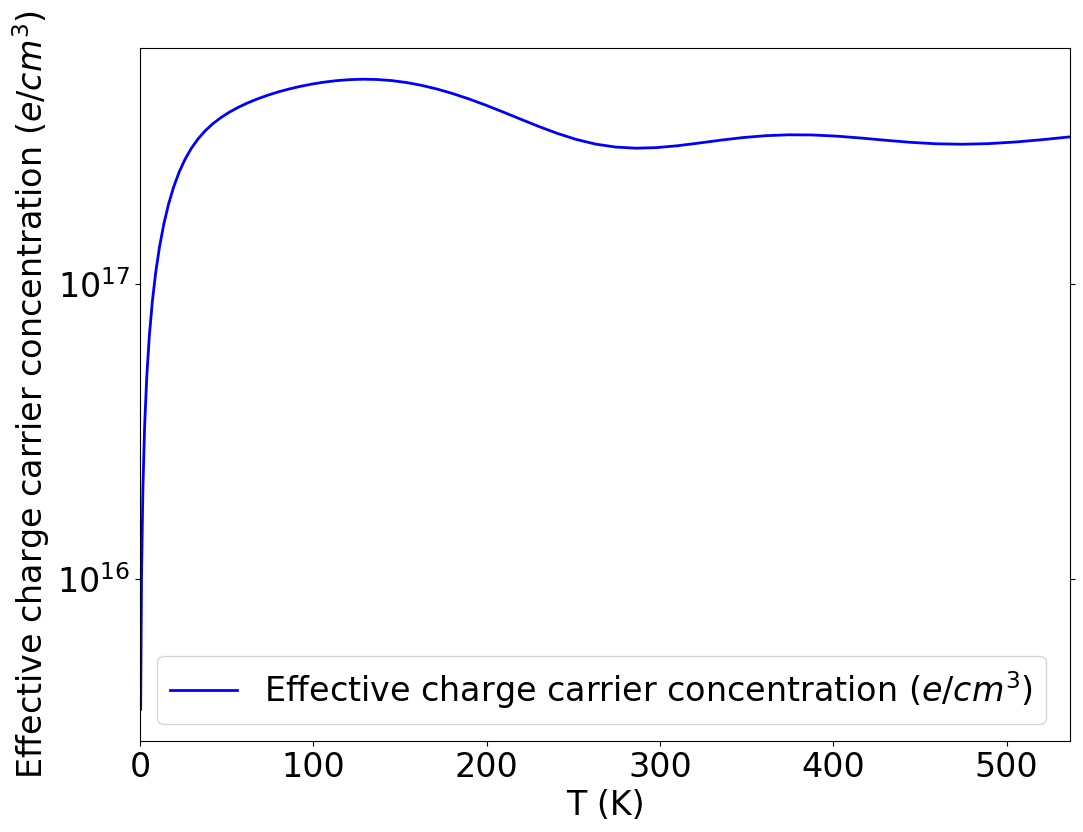 Effective charge carrier concentration (e/cm³)
10¹⁷
10¹⁶
Effective charge carrier concentration (e/cm³)
0 100 200 300 400 500
T (K)